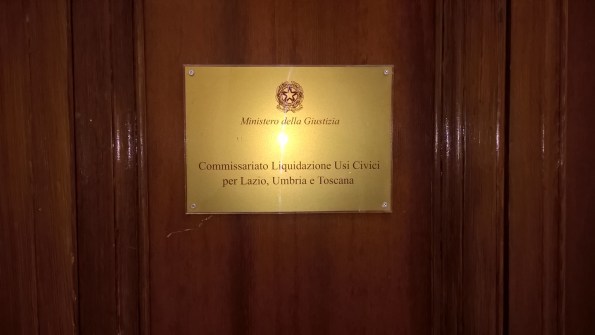 Ministero della Giustizia
Commissariato Liquidazione Usi Civici
per Lazio, Umbria e Toscana